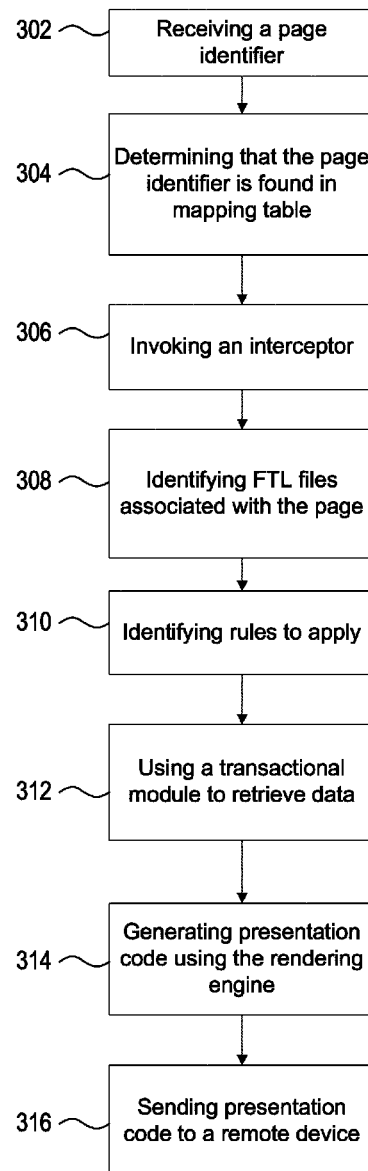 302
Receiving a page
identifier
304
Determining that the page
identifier is found in
mapping table
306
Invoking an interceptor
308
Identifying FTL files
associated with the page
310
Identifying rules to apply
312
Using a transactional
module to retrieve data
314
Generating presentation
code using the rendering
engine
316
Sending presentation
code to a remote device